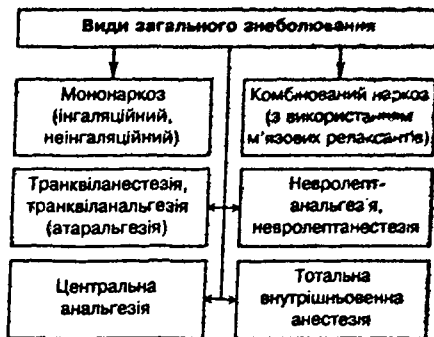 Види загального знеболювання
Мононаркоз
(інгаляційний,
неінгаляційний)
Комбінований наркоз
(з використанням
м'язових релаксантів)
Транквіланестезія,
транквіланальгезія
(атаральгезія)
Невролепт-
анальгезія,
невролептанестезія
Центральна
анальгезія
Тотальна
внутрішньовенна
анестезія